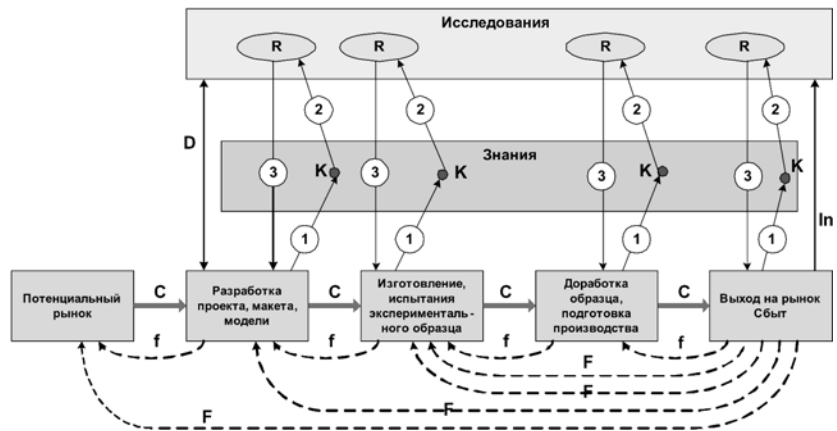 Исследования
R R R R
2 2 2 2
D
Знания
K K K K
3 3 3 3
In
1 1 1 1
Потенциальный
рынок
C
Разработка
проекта, макета,
модели
C
Изготовление,
испытания
эксперименталь-
ного образца
C
Доработка
образца,
подготовка
производства
C
Выход на рынок
Сбыт
f f f f
F
F
F F